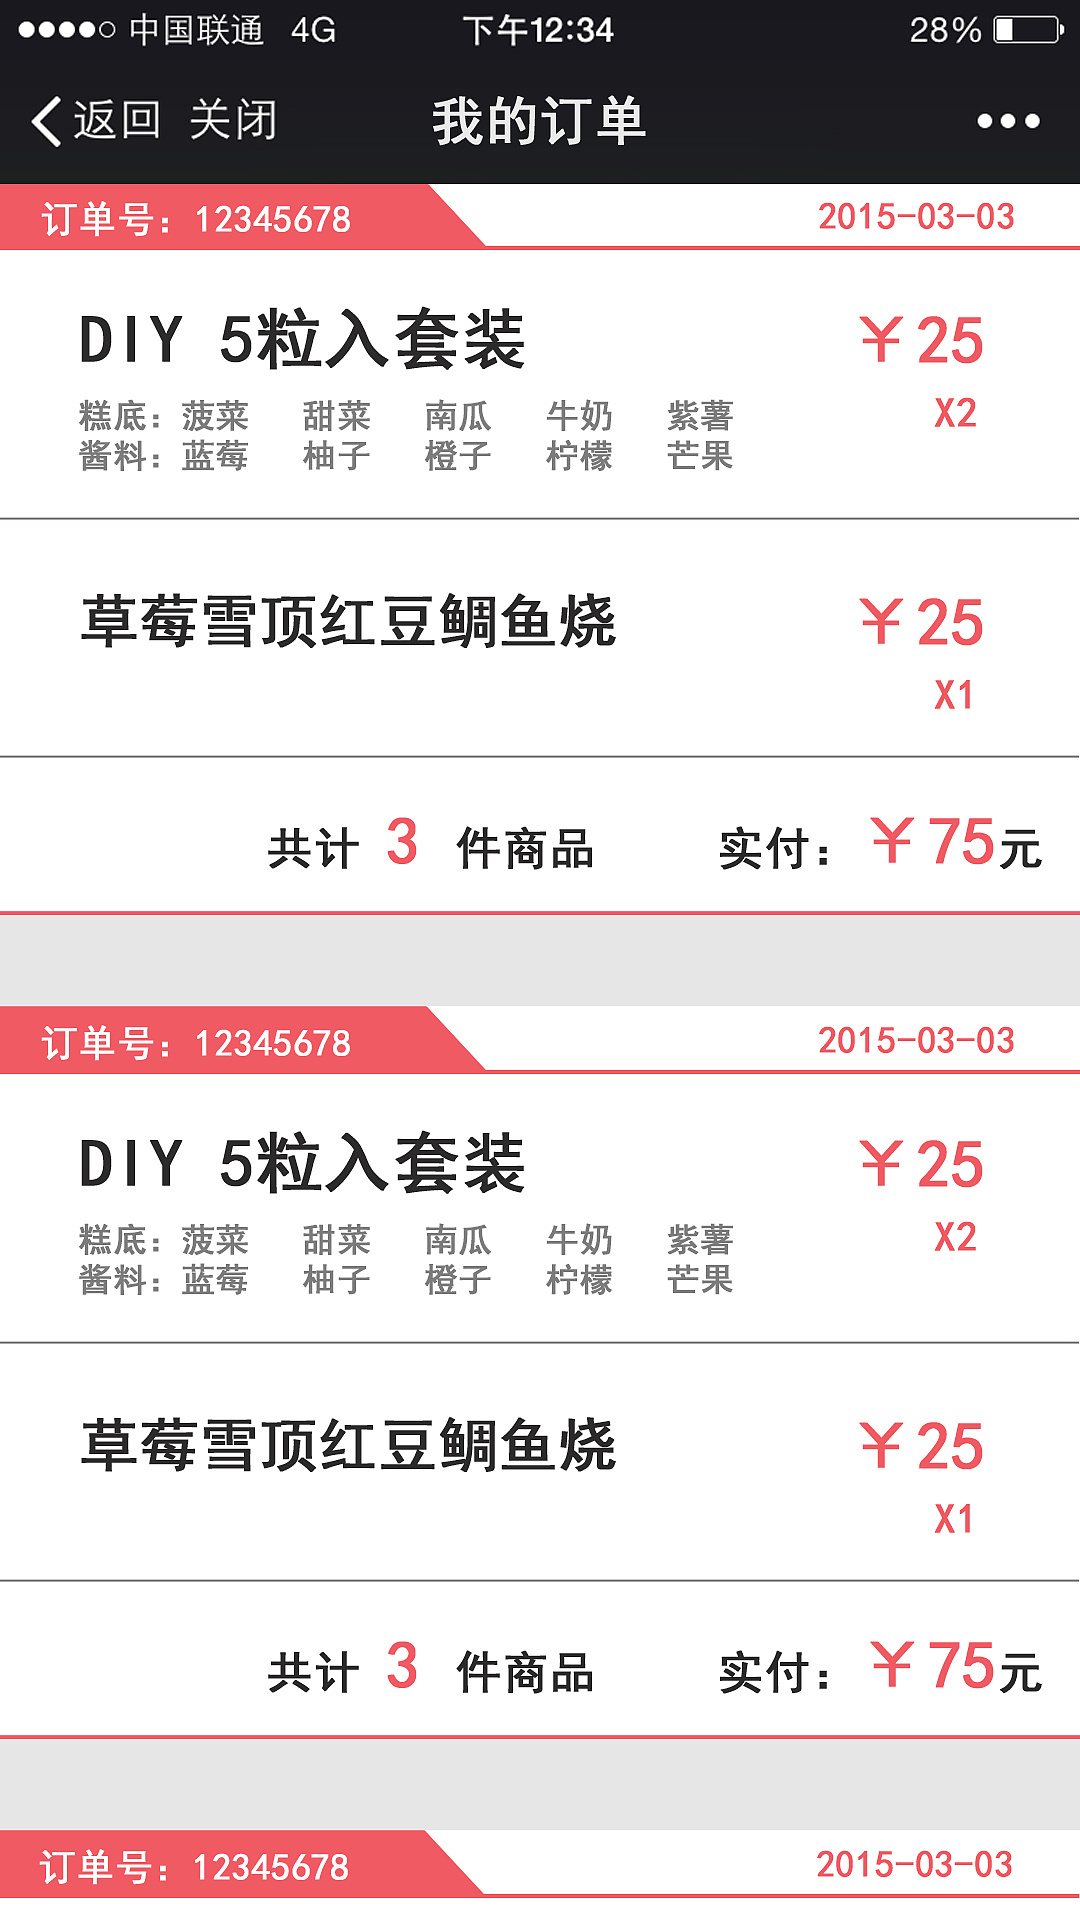 中国联通 4G 下午12:34 28%
返回 关闭 我的订单
订单号：12345678 2015-03-03
DIY 5粒入套装 ￥25
X2
糕底：菠菜 甜菜 南瓜 牛奶 紫薯
酱料：蓝莓 柚子 橙子 柠檬 芒果
草莓雪顶红豆鲷鱼烧 ￥25
X1
共计 3 件商品 实付：￥75元
订单号：12345678 2015-03-03
DIY 5粒入套装 ￥25
X2
糕底：菠菜 甜菜 南瓜 牛奶 紫薯
酱料：蓝莓 柚子 橙子 柠檬 芒果
草莓雪顶红豆鲷鱼烧 ￥25
X1
共计 3 件商品 实付：￥75元
订单号：12345678 2015-03-03